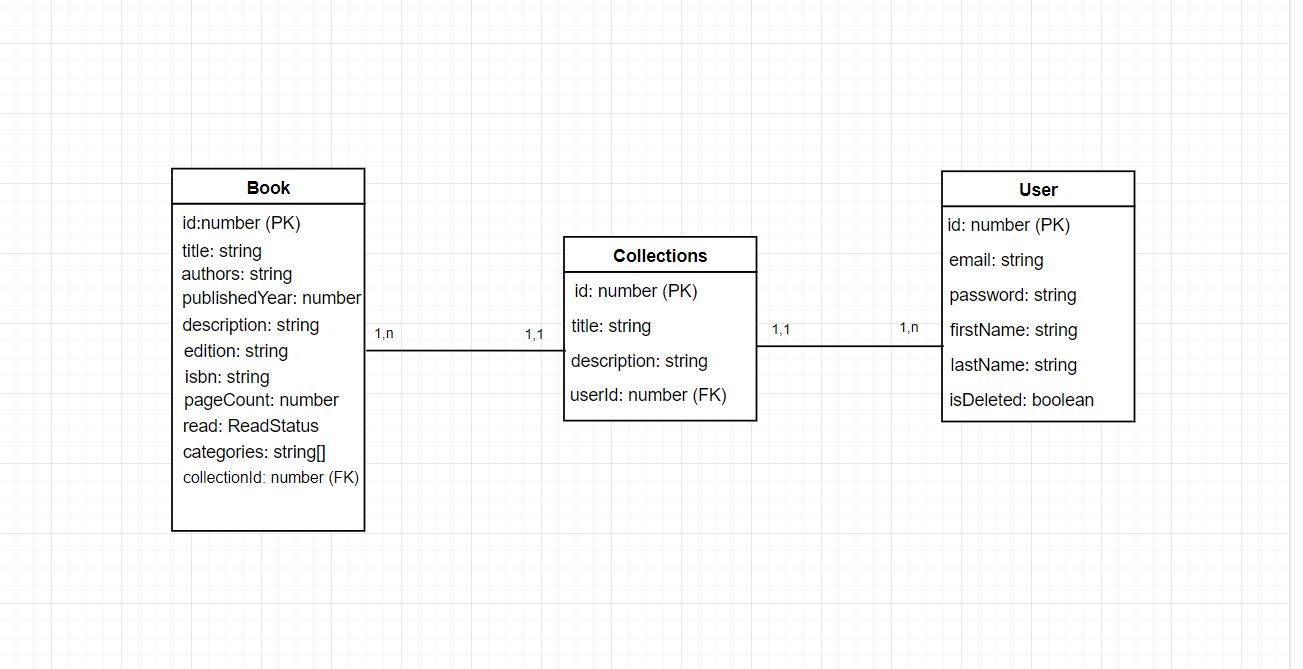 Book
id:number (PK)
title: string
authors: string
publishedYear: number
description: string
edition: string
isbn: string
pageCount: number
read: ReadStatus
categories: string[]
collectionId: number (FK)
1,n
1,1
Collections
id: number (PK)
title: string
description: string
userId: number (FK)
1,1
1,n
User
id: number (PK)
email: string
password: string
firstName: string
lastName: string
isDeleted: boolean